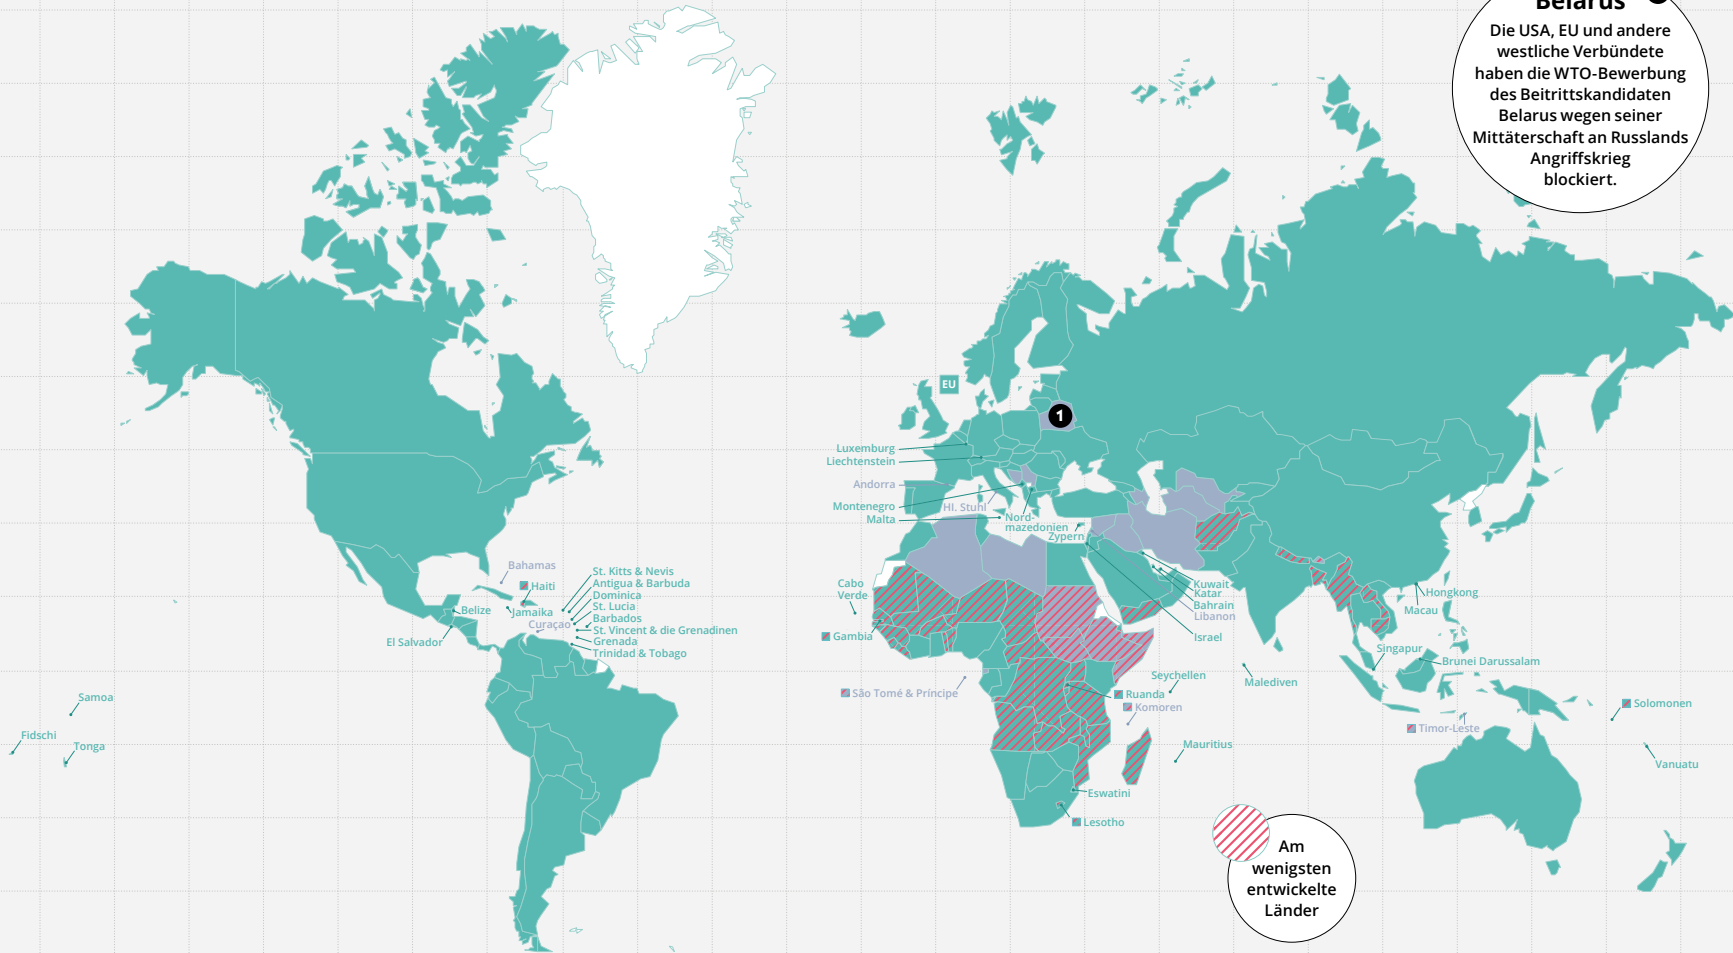 Belarus
Die USA, EU und andere
westliche Verbündete
haben die WTO-Bewerbung
des Beitrittskandidaten
Belarus wegen seiner
Mittäterschaft an Russlands
Angriffskrieg
blockiert.
EU
1
Luxemburg
Liechtenstein
Andorra
Montenegro
Malta
Hl. Stuhl
Nord-
mazedonien
Zypern
Bahamas
Haiti
Jamaika
Curaçao
Belize
El Salvador
St. Kitts & Nevis
Antigua & Barbuda
Dominica
St. Lucia
Barbados
St. Vincent & die Grenadinen
Grenada
Trinidad & Tobago
Cabo
Verde
Gambia
São Tomé & Príncipe
Kuwait
Katar
Bahrain
Libanon
Israel
Seychellen
Ruanda
Komoren
Mauritius
Eswatini
Lesotho
Malediven
Hongkong
Macau
Singapur
Brunei Darussalam
Timor-Leste
Solomonen
Vanuatu
Samoa
Fidschi
Tonga
Am
wenigsten
entwickelte
Länder